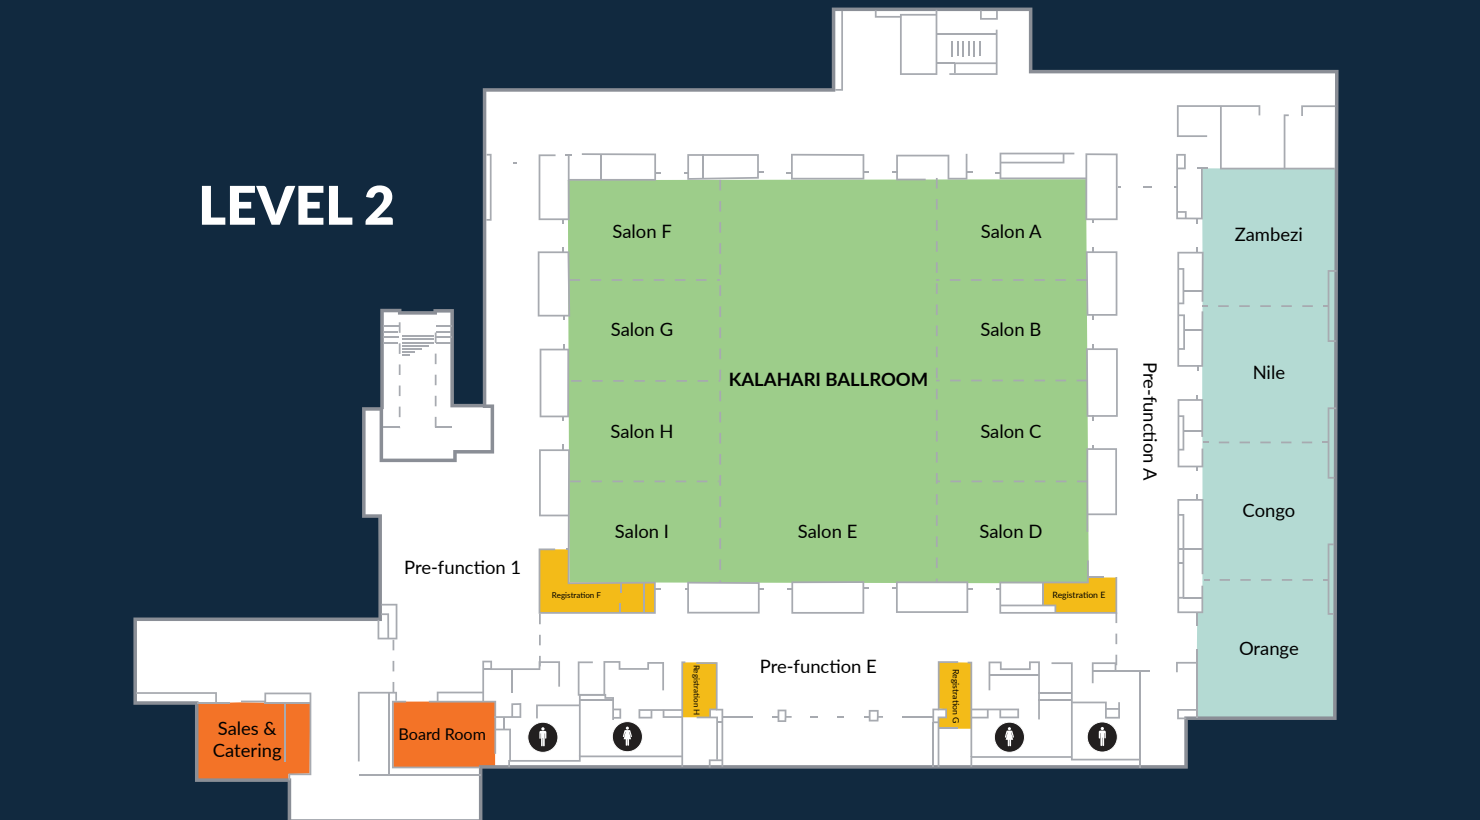 LEVEL 2
Salon F
Salon A
Zambezi
Salon G
Salon B
KALAHARI BALLROOM
Nile
Pre-function A
Salon H
Salon C
Congo
Salon I
Salon E
Salon D
Pre-function 1
Registration F
Registration E
Orange
Pre-function E
Registration H
Registration G
Sales &
Catering
Board Room